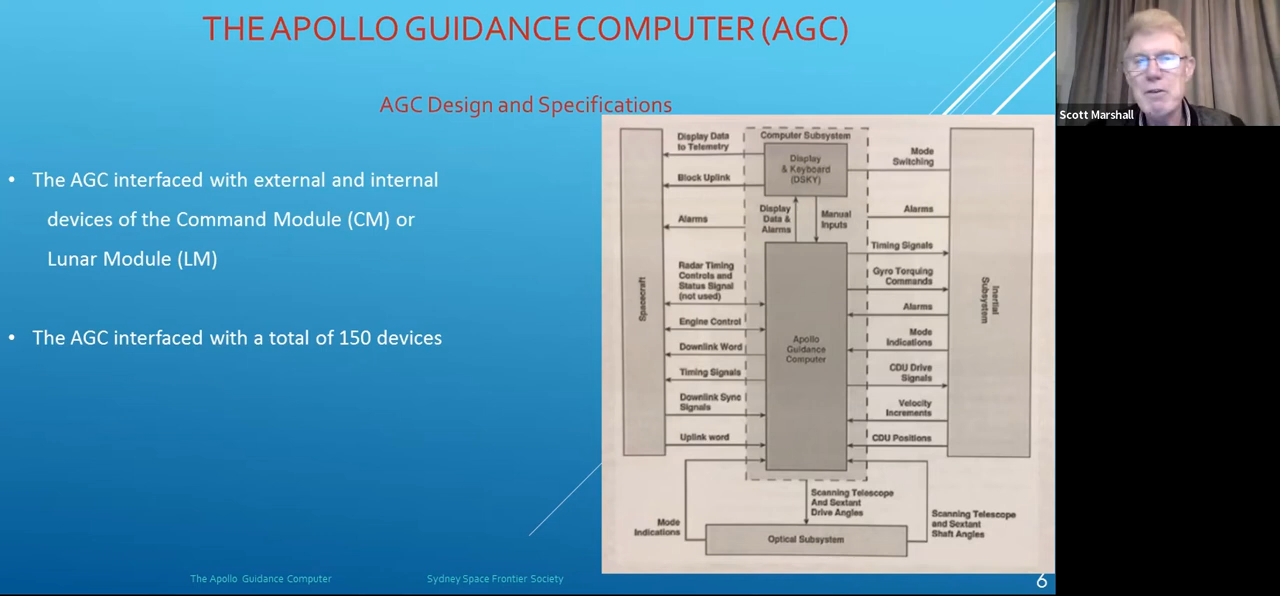 THE APOLLO GUIDANCE COMPUTER (AGC)
AGC Design and Specifications
• The AGC interfaced with external and internal
devices of the Command Module (CM) or
Lunar Module (LM)
• The AGC interfaced with a total of 150 devices
Spacecraft
Display Data
to Telemetry
Block Uplink
Alarms
Radar Timing
Controls and
Status Signal
(not used)
Engine Control
Downlink Word
Timing Signals
Downlink Sync
Signals
Uplink word
Mode
Indications
Computer Subsystem
Display
& Keyboard
(DSKY)
Display
Data &
Alarms
Manual
Inputs
Apollo
Guidance
Computer
Scanning Telescope
And Sextant
Drive Angles
Optical Subsystem
Mode
Switching
Alarms
Timing Signals
Gyro Torquing
Commands
Alarms
Mode
Indications
CDU Drive
Signals
Velocity
Increments
CDU Positions
Scanning Telescope
and Sextant
Shaft Angles
Inertial
Subsystem
The Apollo Guidance Computer
Sydney Space Frontier Society
6
Scott Marshall